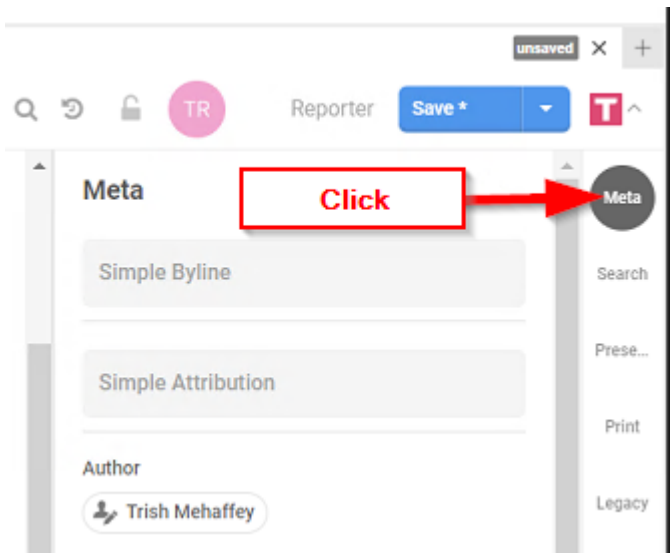 unsaved
TR
Reporter
Save *
T
Meta
Click
Meta
Simple Byline
Search
Prese...
Simple Attribution
Print
Author
Trish Mehaffey
Legacy